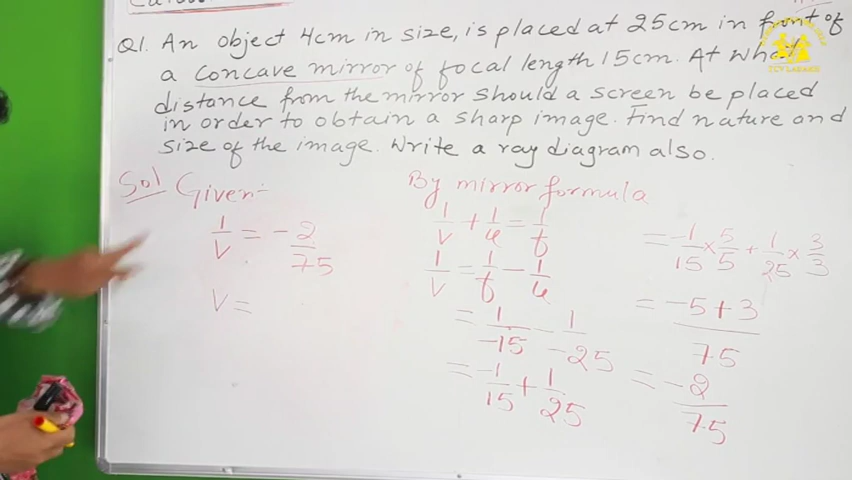 Q1. An object 4cm in size, is placed at 25cm in front of
a concave mirror of focal length 15cm. At what
distance from the mirror should a screen be placed
in order to obtain a sharp image. Find nature and
size of the image. Write a ray diagram also.
Sol Given:-
1/v = -2/75
v =
By mirror formula
1/v + 1/u = 1/f
1/v = 1/f - 1/u
= 1/-15 - 1/-25
= -1/15 + 1/25
= -1/15 × 5/5 + 1/25 × 3/3
= -5+3/75
= -2/75